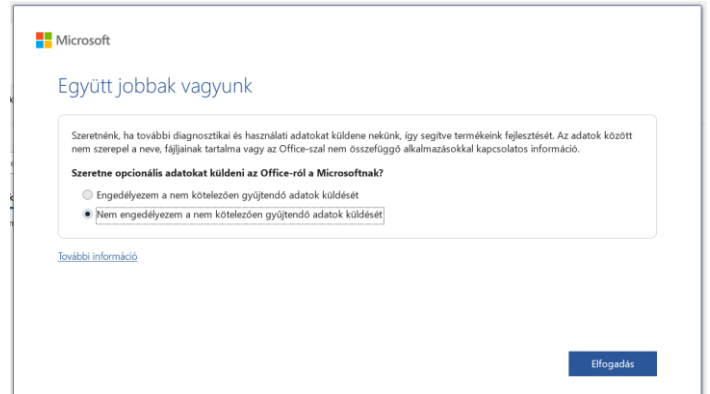 Microsoft
Együtt jobbak vagyunk
Szeretnénk, ha további diagnosztikai és használati adatokat küldene nekünk, így segítve termékeink fejlesztését. Az adatok között
nem szerepel a neve, fájljainak tartalma vagy az Office-szal nem összefüggő alkalmazásokkal kapcsolatos információ.
Szeretne opcionális adatokat küldeni az Office-ról a Microsoftnak?
Engedélyezem a nem kötelezően gyűjtendő adatok küldését
Nem engedélyezem a nem kötelezően gyűjtendő adatok küldését
További információ
Elfogadás